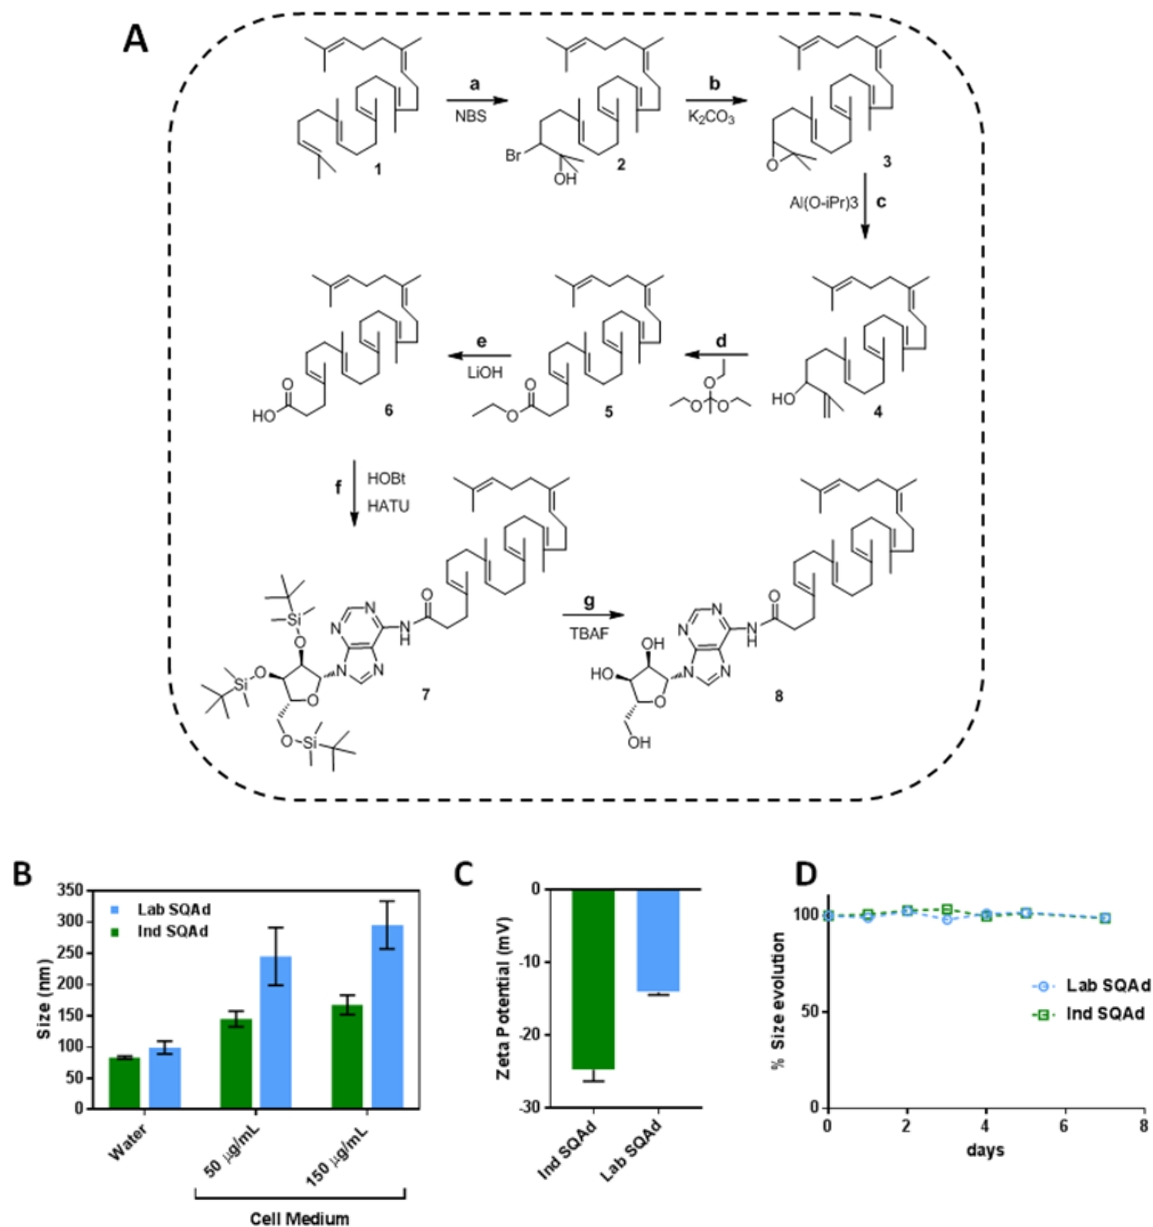 A
a
NBS
b
K2CO3
1
Br
OH
2
O
3
Al(O-iPr)3 c
e
LiOH
d
O
HO
6
O
O
5
O
O O
HO
4
f
HOBt
HATU
Si
O
O
Si
O
O Si
N
N
N
N
N
H
O
7
g
TBAF
OH
HO
O
OH
N
N
N
N
N
H
O
8
B
Size (nm)
350
300
250
200
150
100
50
0
Lab SQAd
Ind SQAd
Water
50 µg/mL
150 µg/mL
Cell Medium
C
Zeta Potential (mV)
0
-10
-20
-30
Ind SQAd
Lab SQAd
D
% Size evolution
100
50
0
Lab SQAd
Ind SQAd
0 2 4 6 8
days